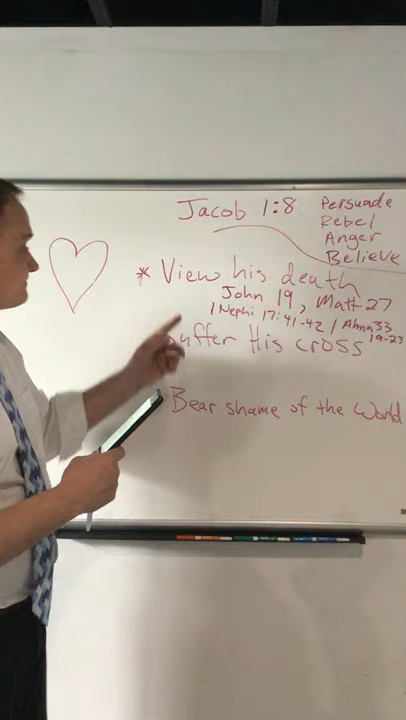 Jacob 1:8
Persuade
Rebel
Anger
Believe
* View his death
John 19, Matt 27
1 Nephi 17:41-42 / Alma 33
19-23
uffer His cross
Bear shame of the World